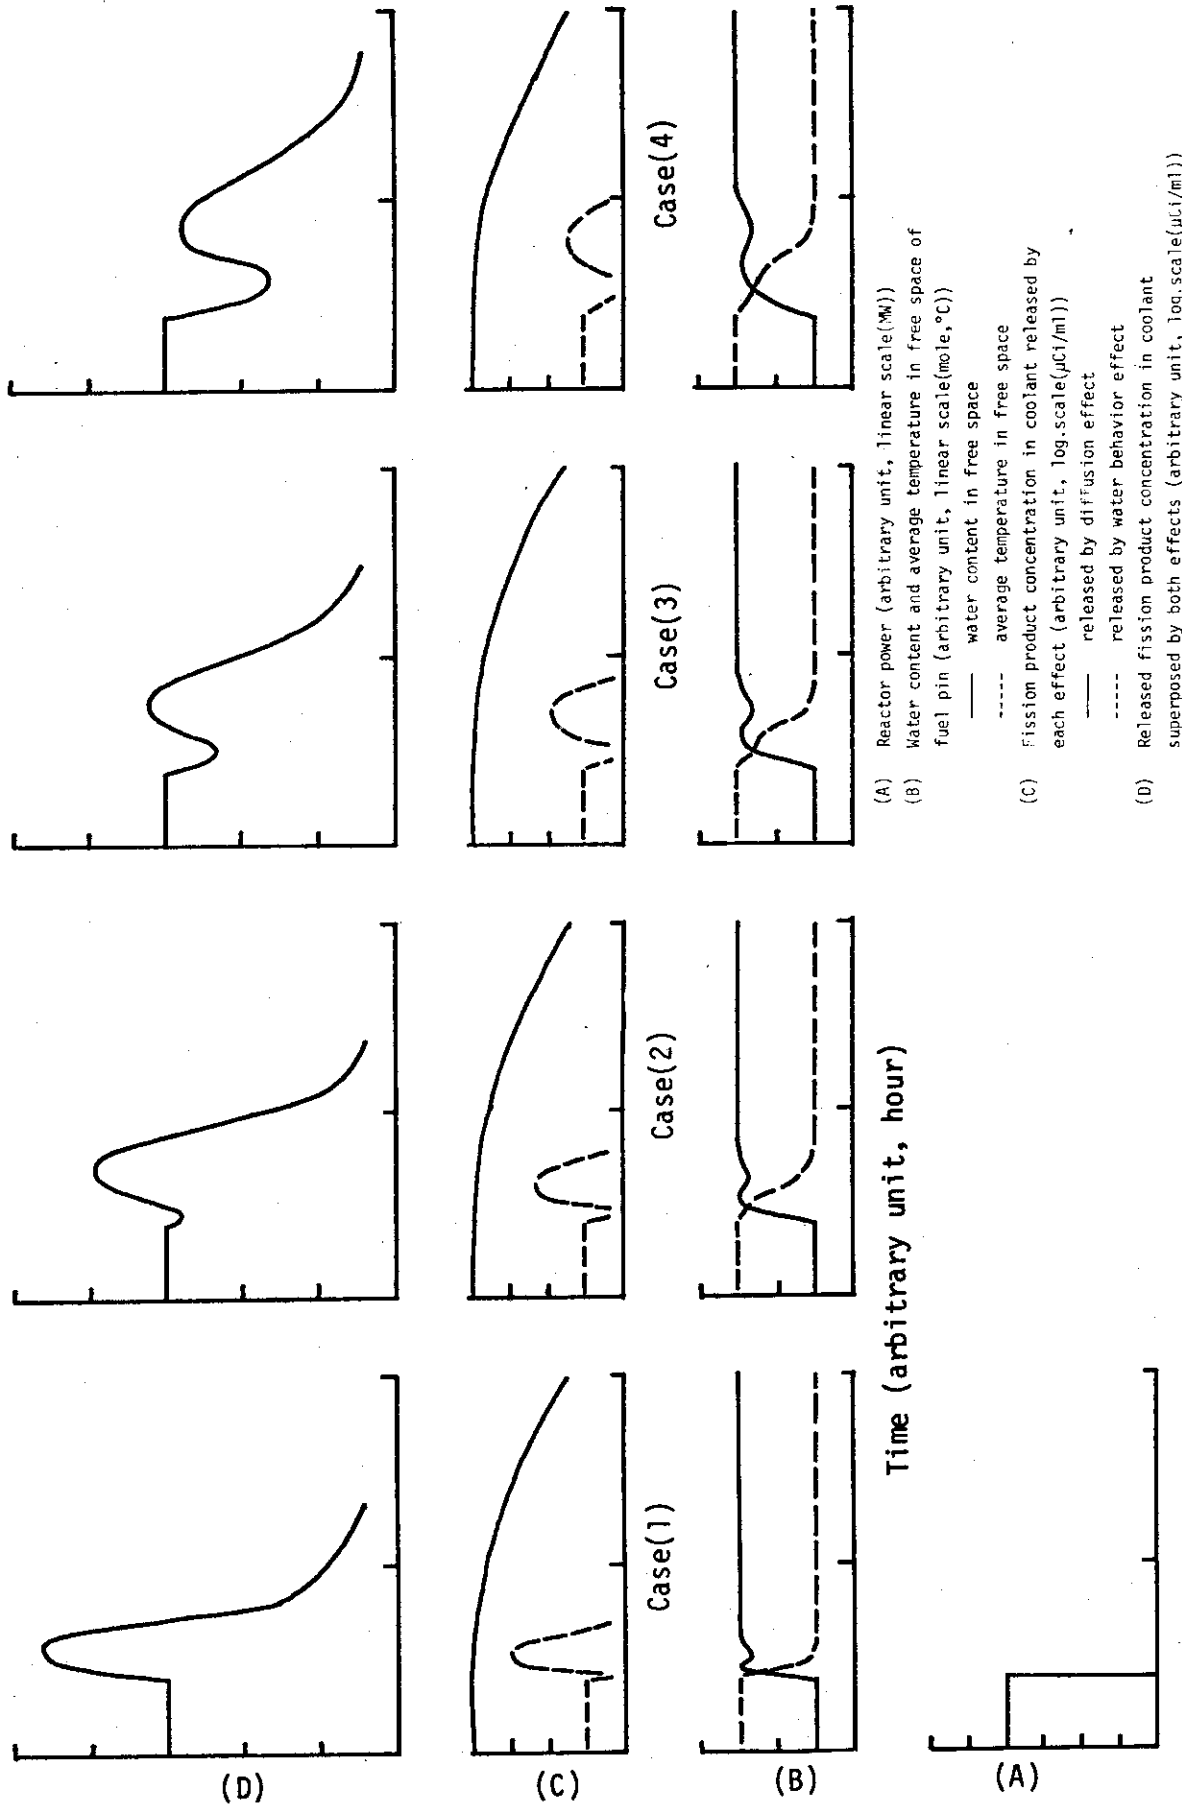 (D)
(C)
Case(1)
Case(2)
Case(3)
Case(4)
(B)
Time (arbitrary unit, hour)
(A)
(A) Reactor power (arbitrary unit, linear scale(MW))
(B) Water content and average temperature in free space of
fuel pin (arbitrary unit, linear scale(mole,°C))
water content in free space
average temperature in free space
(C) Fission product concentration in coolant released by
each effect (arbitrary unit, log.scale(μCi/ml))
released by diffusion effect
released by water behavior effect
(D) Released fission product concentration in coolant
superposed by both effects (arbitrary unit, log.scale(μCi/ml))